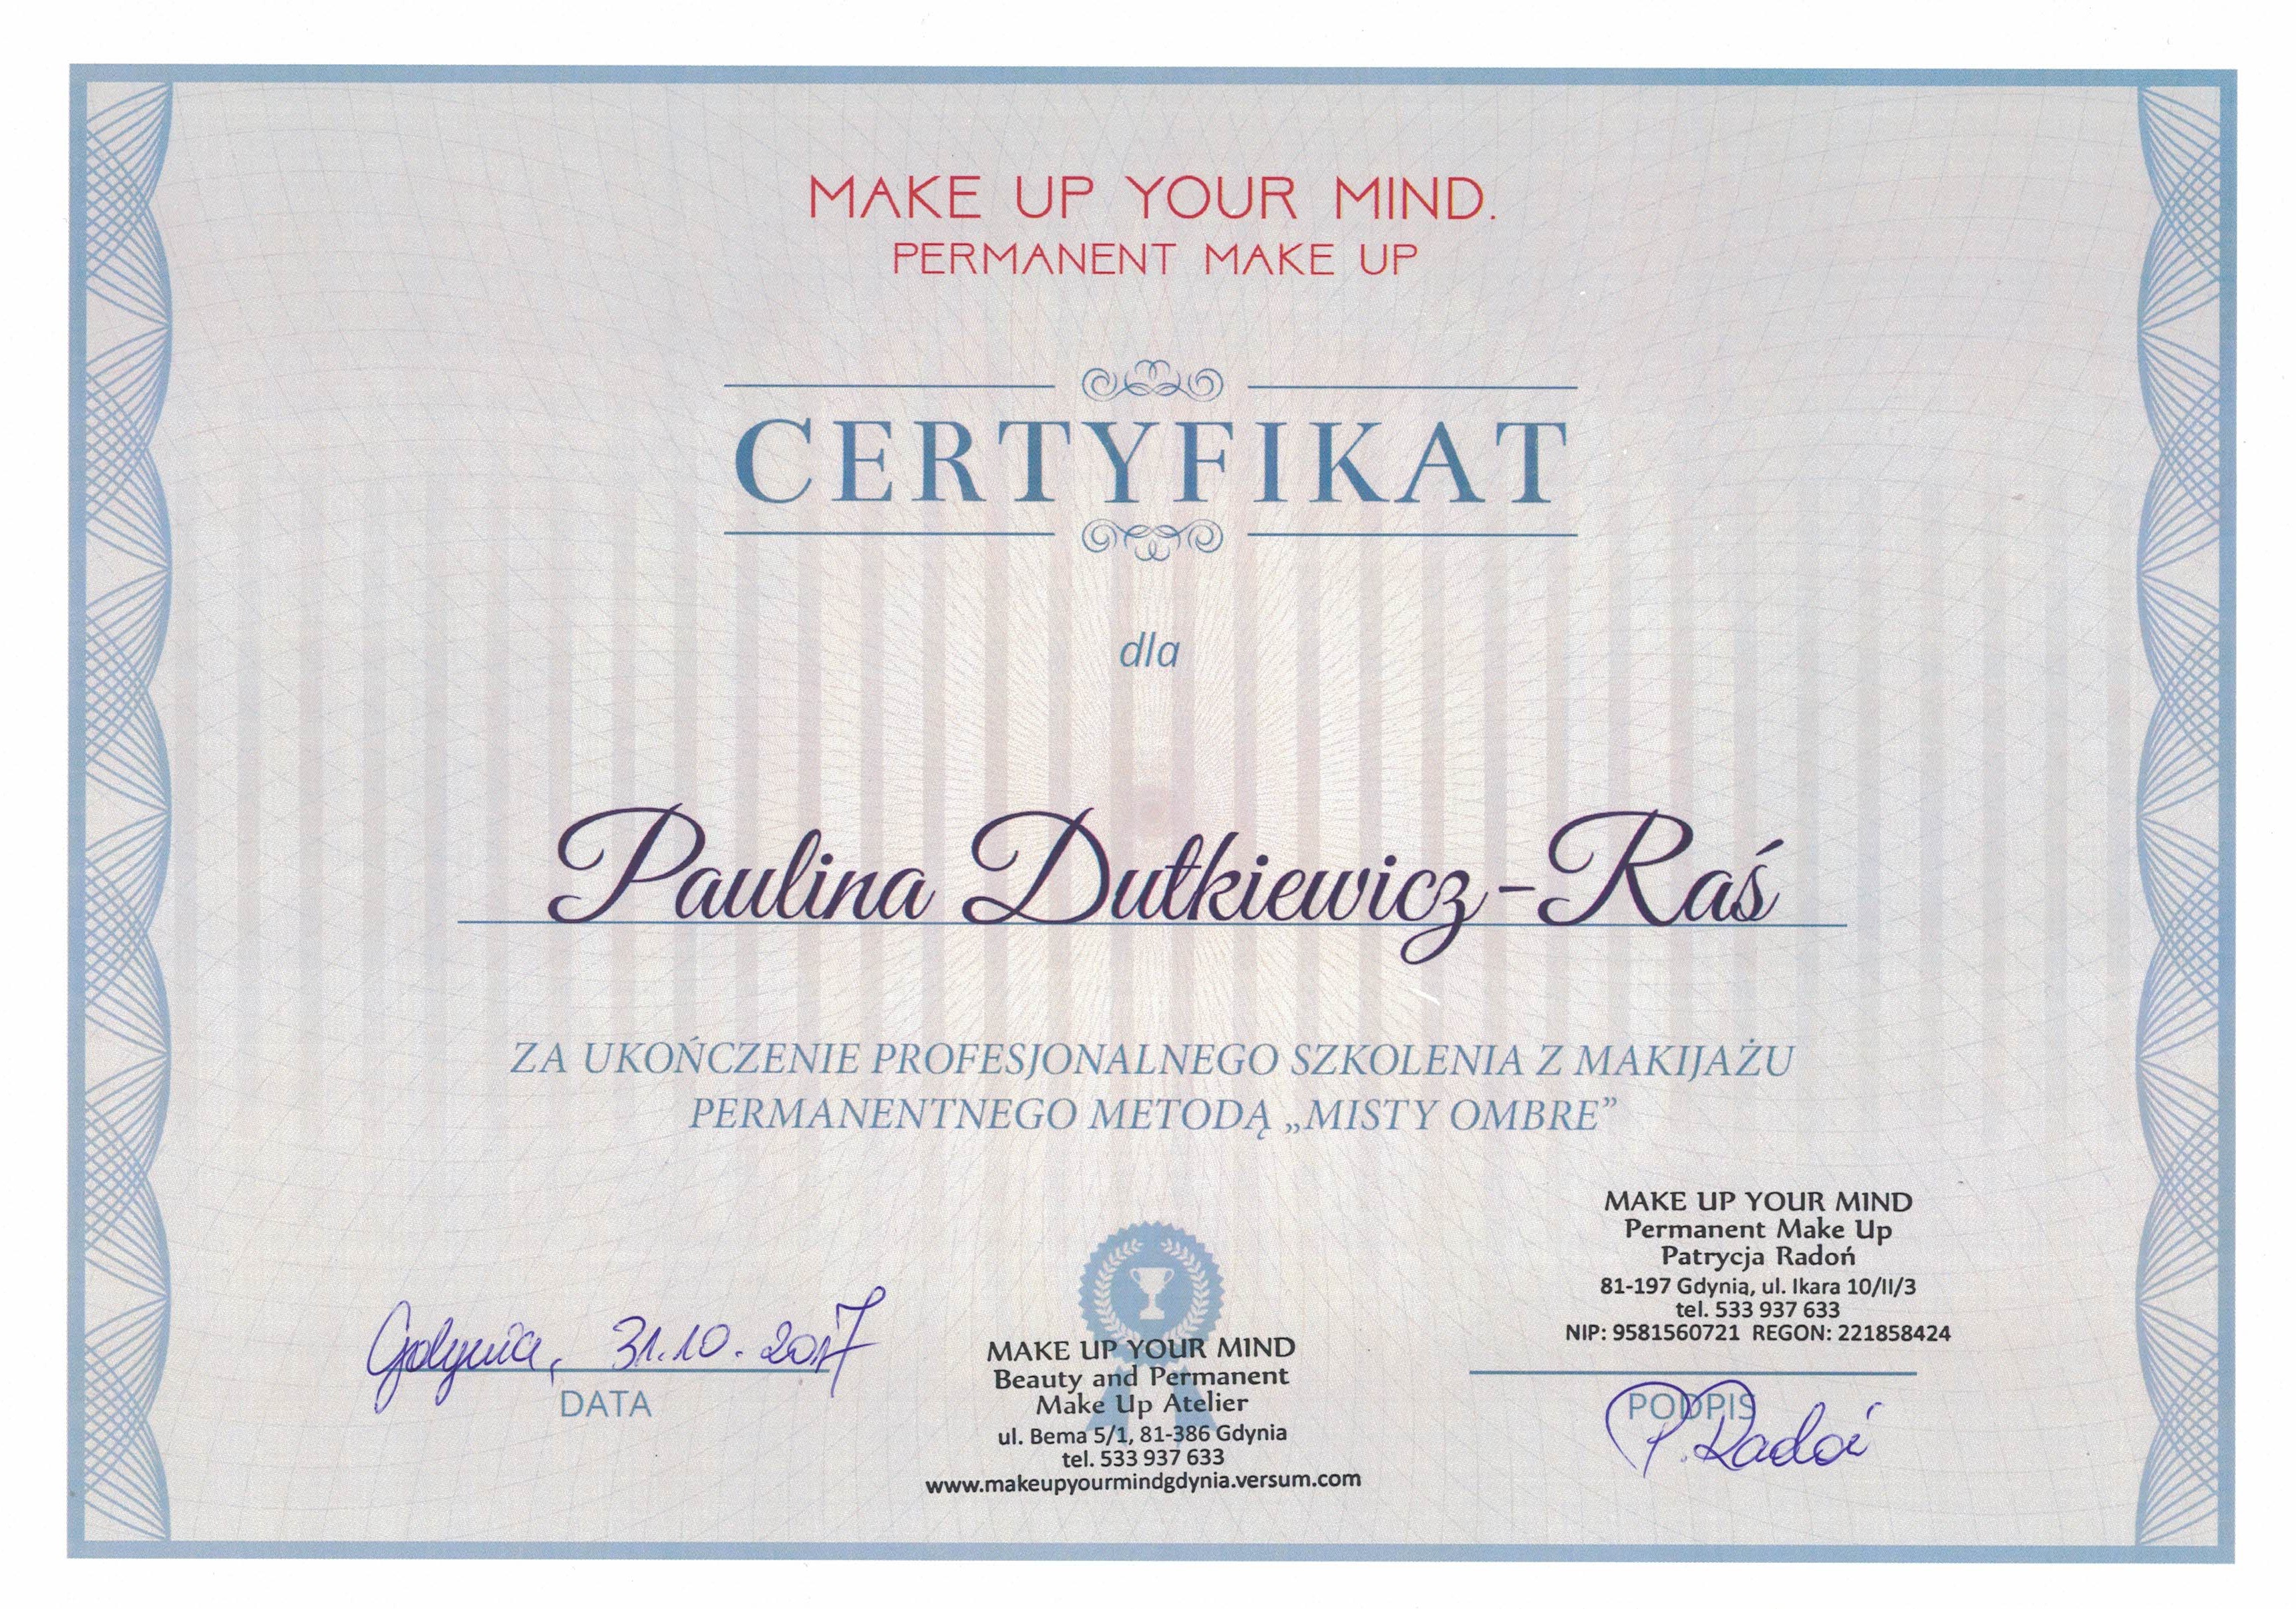 MAKE UP YOUR MIND.
PERMANENT MAKE UP
CERTYFIKAT
dla
Paulina Dutkiewicz-Raś
ZA UKOŃCZENIE PROFESJONALNEGO SZKOLENIA Z MAKIJAŻU
PERMANENTNEGO METODĄ „MISTY OMBRE”
Gdynia, 31.10.2017
DATA
MAKE UP YOUR MIND
Beauty and Permanent
Make Up Atelier
ul. Bema 5/1, 81-386 Gdynia
tel. 533 937 633
www.makeupyourmindgdynia.versum.com
MAKE UP YOUR MIND
Permanent Make Up
Patrycja Radoń
81-197 Gdynia, ul. Ikara 10/II/3
tel. 533 937 633
NIP: 9581560721 REGON: 221858424
PODPIS
P. Radoń